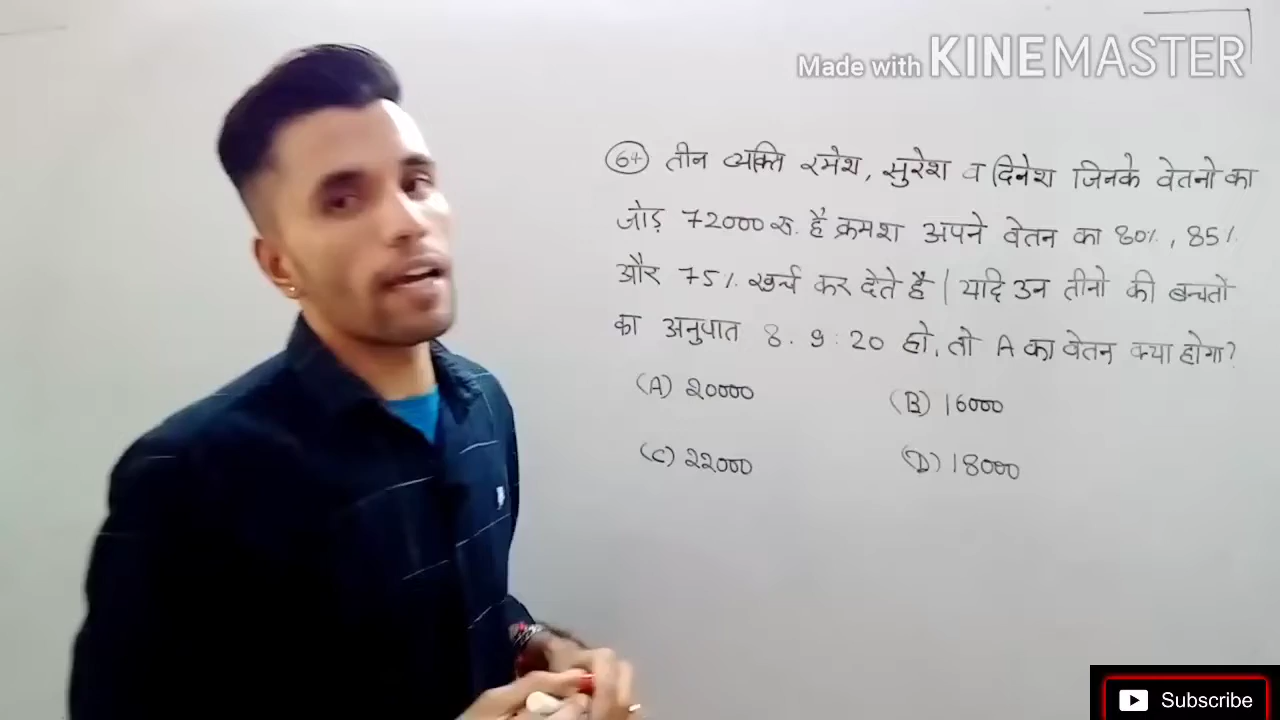 Made with KINEMASTER
(64) तीन व्यक्ति रमेश, सुरेश व दिनेश जिनके वेतनो का
जोड़ 72000 रु. है क्रमश अपने वेतन का 80%, 85%
और 75% खर्च कर देते है | यदि उन तीनो की बचतों
का अनुपात 8 : 9 : 20 हो, तो A का वेतन क्या होगा?
(A) 20000 (B) 16000
(C) 22000 (D) 18000
Subscribe